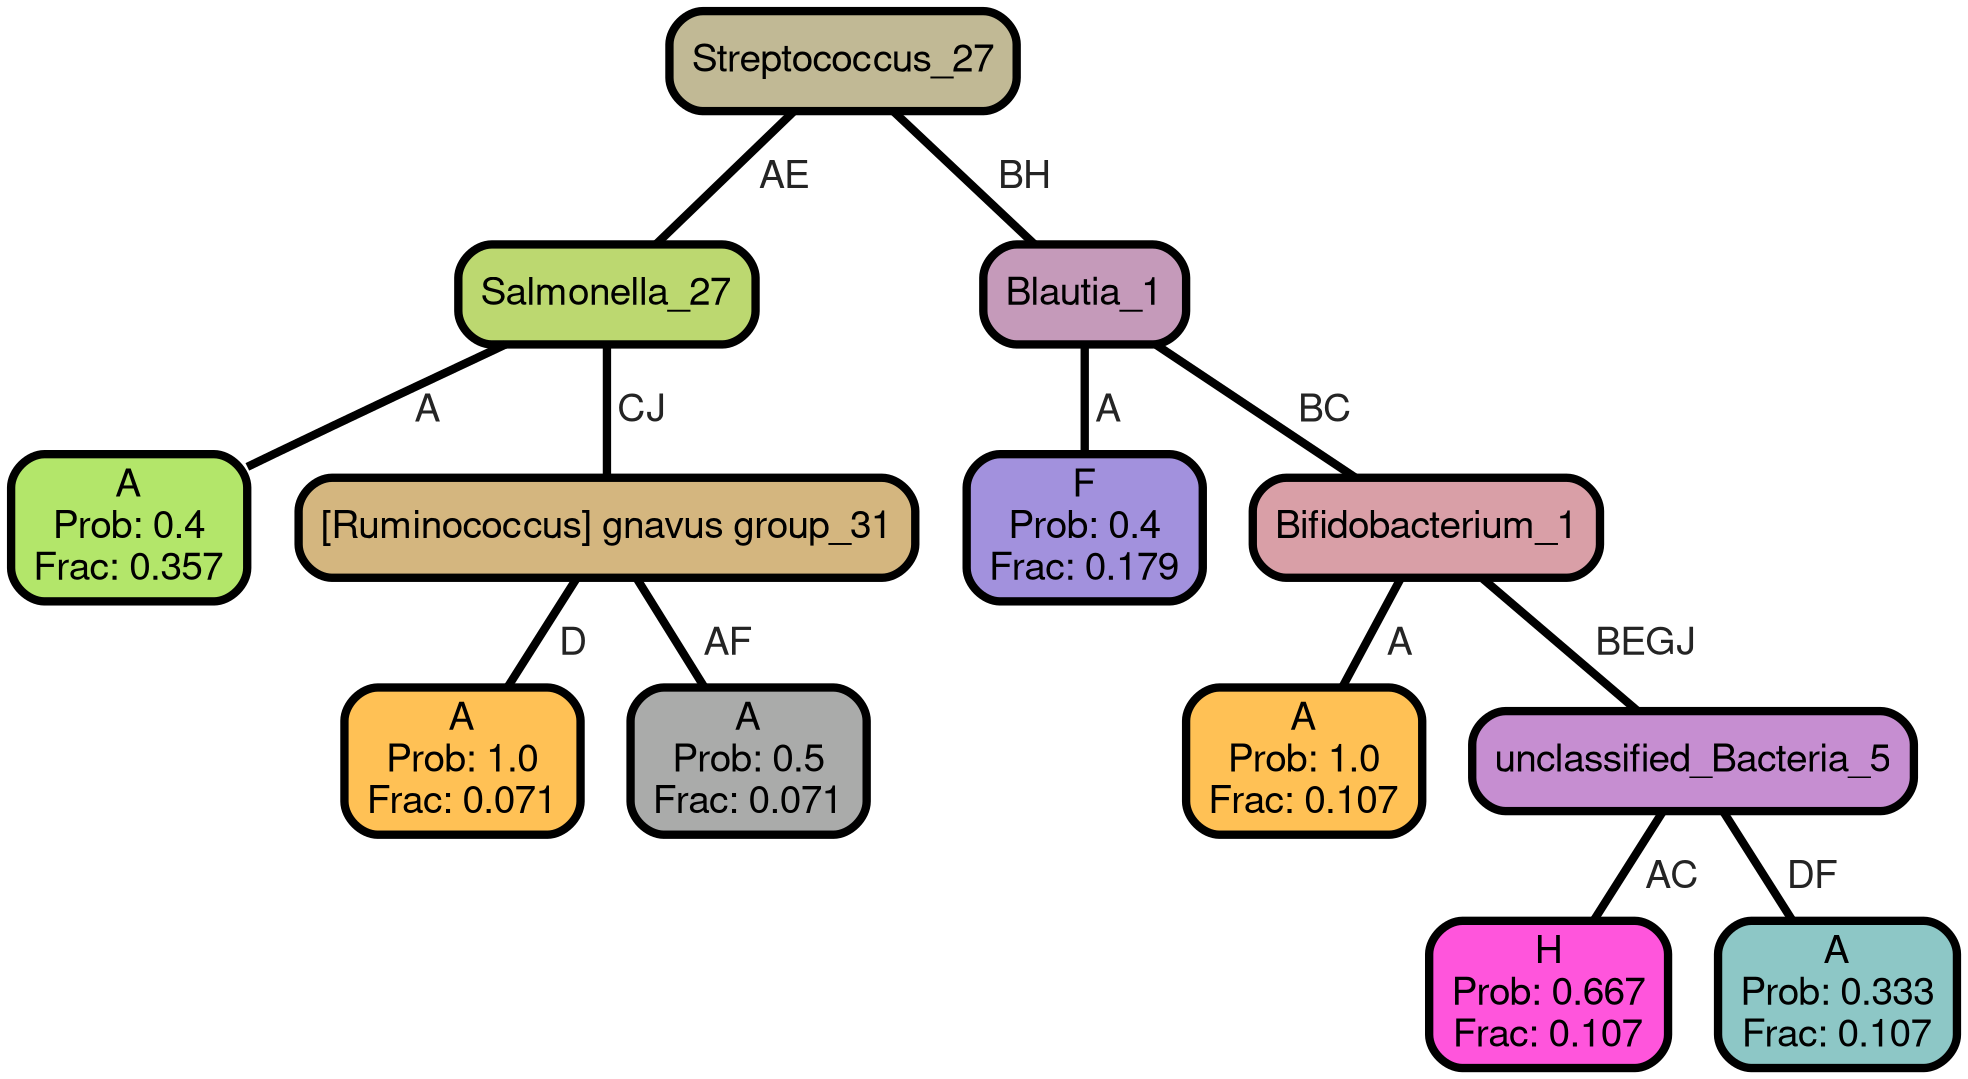 Streptococcus_27
AE
BH
Salmonella_27
Blautia_1
A
CJ
A
BC
A
Prob: 0.4
Frac: 0.357
[Ruminococcus] gnavus group_31
F
Prob: 0.4
Frac: 0.179
Bifidobacterium_1
D
AF
A
BEGJ
A
Prob: 1.0
Frac: 0.071
A
Prob: 0.5
Frac: 0.071
A
Prob: 1.0
Frac: 0.107
unclassified_Bacteria_5
AC
DF
H
Prob: 0.667
Frac: 0.107
A
Prob: 0.333
Frac: 0.107